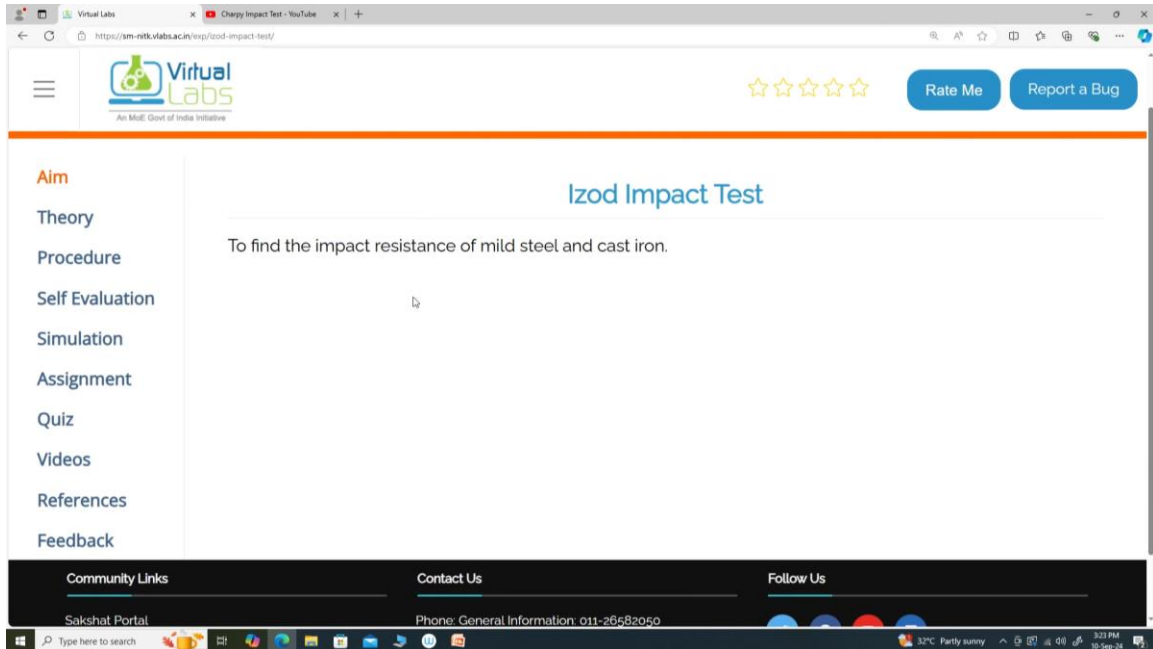 Virtual Labs
Charpy Impact Test - YouTube
https://sm-nitk.vlabs.ac.in/exp/izod-impact-test/
Virtual
Labs
An MoE Govt of India Initiative
Rate Me
Report a Bug
Aim
Theory
Procedure
Self Evaluation
Simulation
Assignment
Quiz
Videos
References
Feedback
Izod Impact Test
To find the impact resistance of mild steel and cast iron.
Community Links
Contact Us
Follow Us
Sakshat Portal
Phone: General Information: 011-26582050
Type here to search
32°C Partly sunny
3:23 PM
10-Sep-24